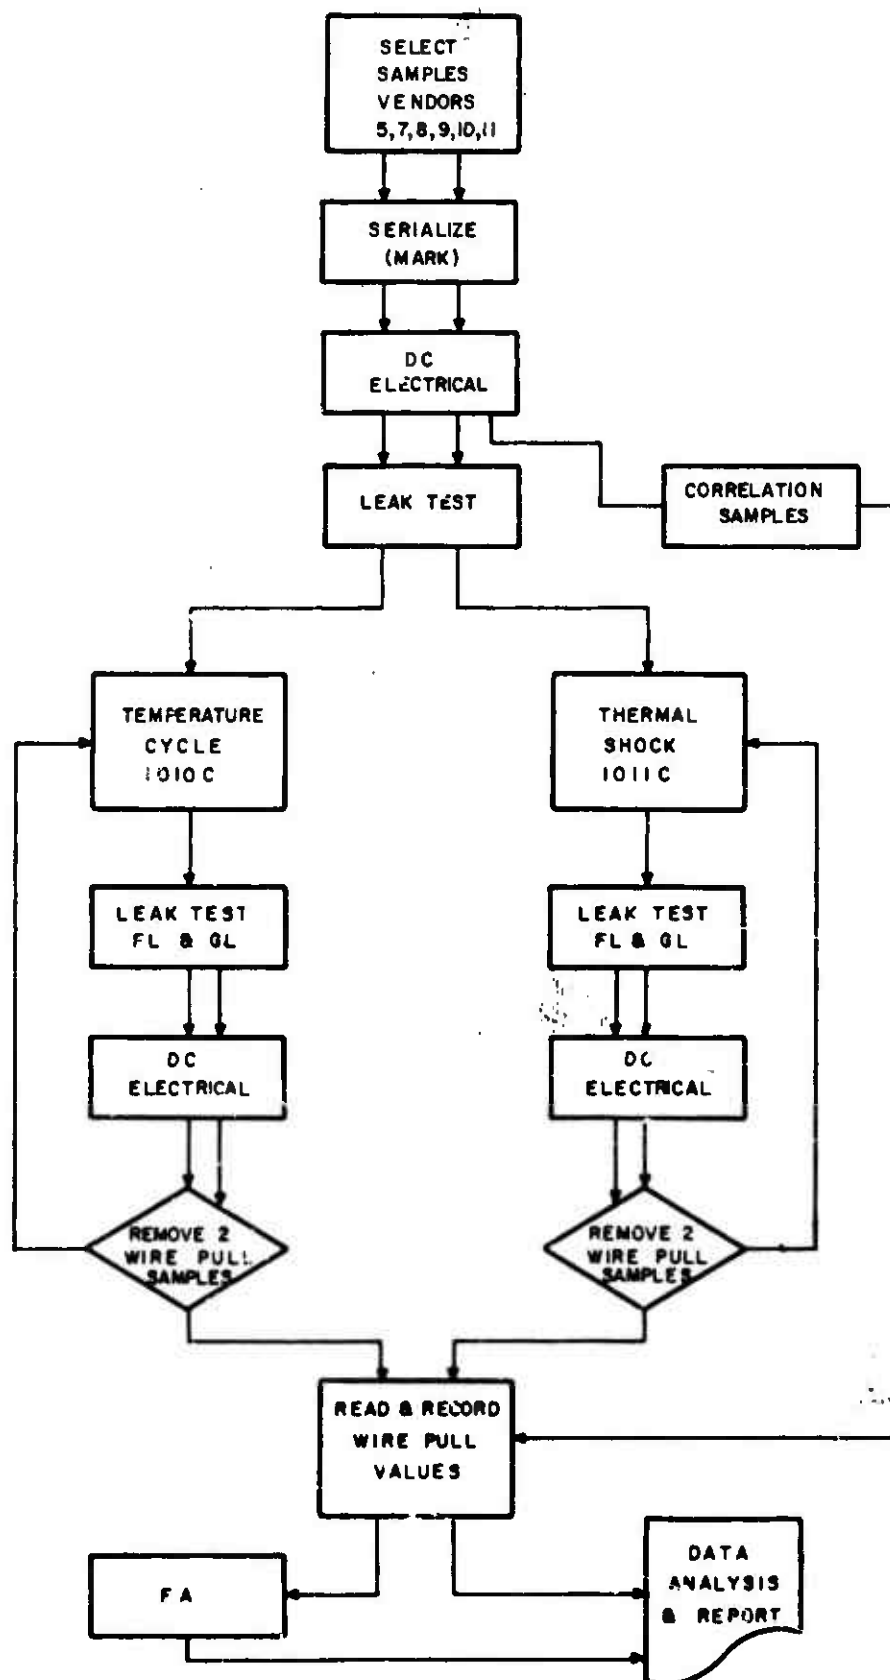 SELECT
SAMPLES
VENDORS
5,7,8,9,10,11
SERIALIZE
(MARK)
DC
ELECTRICAL
LEAK TEST
CORRELATION
SAMPLES
TEMPERATURE
CYCLE
1010C
THERMAL
SHOCK
1011C
LEAK TEST
FL & GL
LEAK TEST
FL & GL
DC
ELECTRICAL
DC
ELECTRICAL
REMOVE 2
WIRE PULL
SAMPLES
REMOVE 2
WIRE PULL
SAMPLES
READ & RECORD
WIRE PULL
VALUES
FA
DATA
ANALYSIS
& REPORT